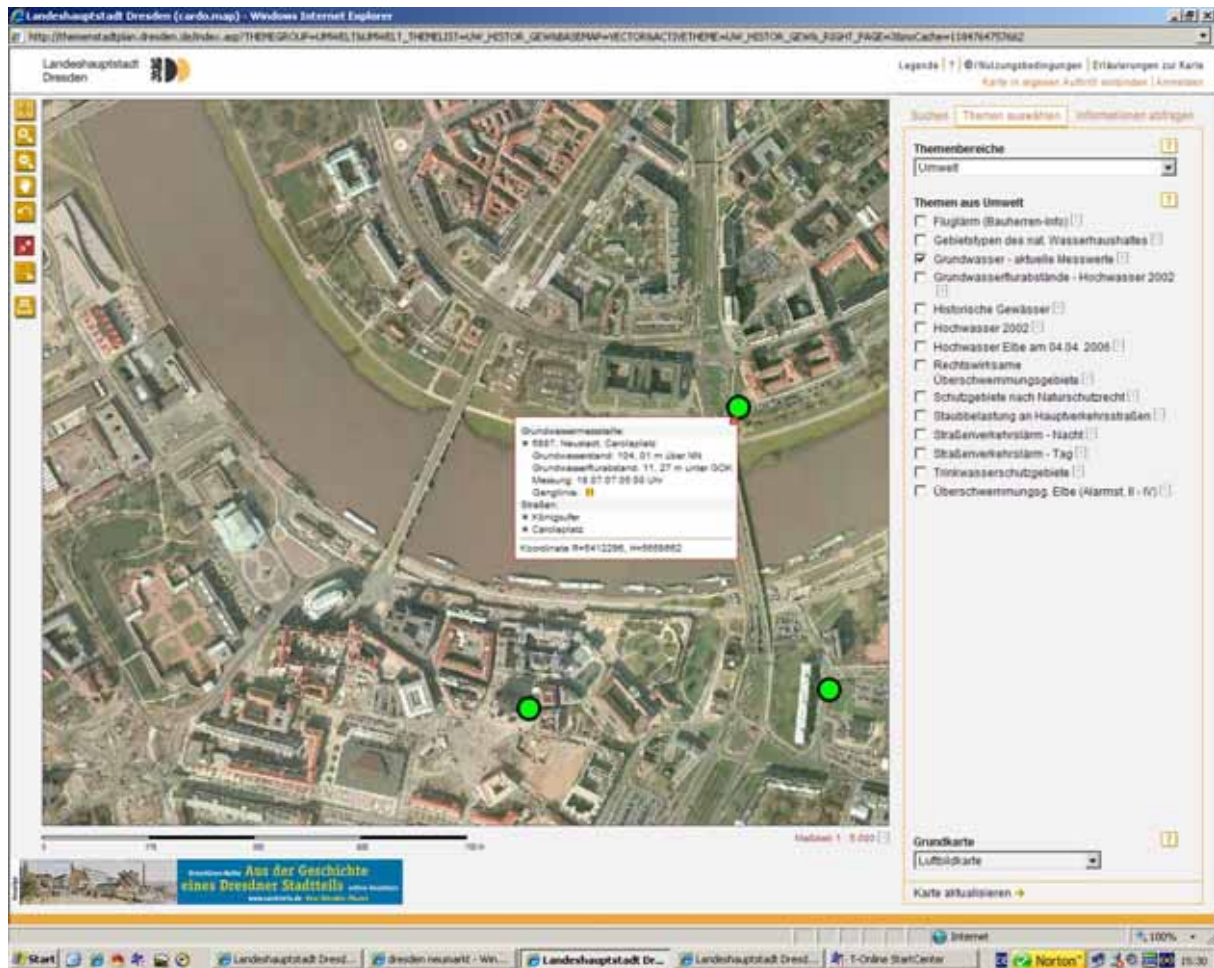 Landeshauptstadt Dresden (cardo.map) - Windows Internet Explorer
Landeshauptstadt
Dresden
Legende | ? | ©/Nutzungsbedingungen | Erläuterungen zur Karte
Karte in eigenen Auftritt einbinden | Anmelden
Suchen
Themen auswählen
Informationen abfragen
Themenbereiche
?
Umwelt
Themen aus Umwelt
?
Fluglärm (Bauherren-Info)
Gebietstypen des nat. Wasserhaushaltes
Grundwasser - aktuelle Messwerte
Grundwasserflurabstände - Hochwasser 2002
Historische Gewässer
Hochwasser 2002
Hochwasser Elbe am 04.04. 2006
Rechtswirksame
Überschwemmungsgebiete
Schutzgebiete nach Naturschutzrecht
Staubbelastung an Hauptverkehrsstraßen
Straßenverkehrslärm - Nacht
Straßenverkehrslärm - Tag
Trinkwasserschutzgebiete
Überschwemmungsg. Elbe (Alarmst. II - IV)
Grundwassermessstelle:
Neustadt, Carolaplatz
Grundwasserstand: 104, 01 m über NN
Grundwasserflurabstand: 11, 27 m unter GOK
Messung:
Ganglinie:
Straßen:
Königsufer
Carolaplatz
Koordinate
Maßstab 1 : 5.000
Grundkarte
?
Luftbildkarte
Karte aktualisieren
Aus der Geschichte
eines Dresdner Stadtteils
Internet
100%
Start
Landeshauptstadt Dresd...
dresden neumarkt - Win...
Landeshauptstadt Dr...
Landeshauptstadt Dresd...
T-Online StartCenter
Norton
15:30